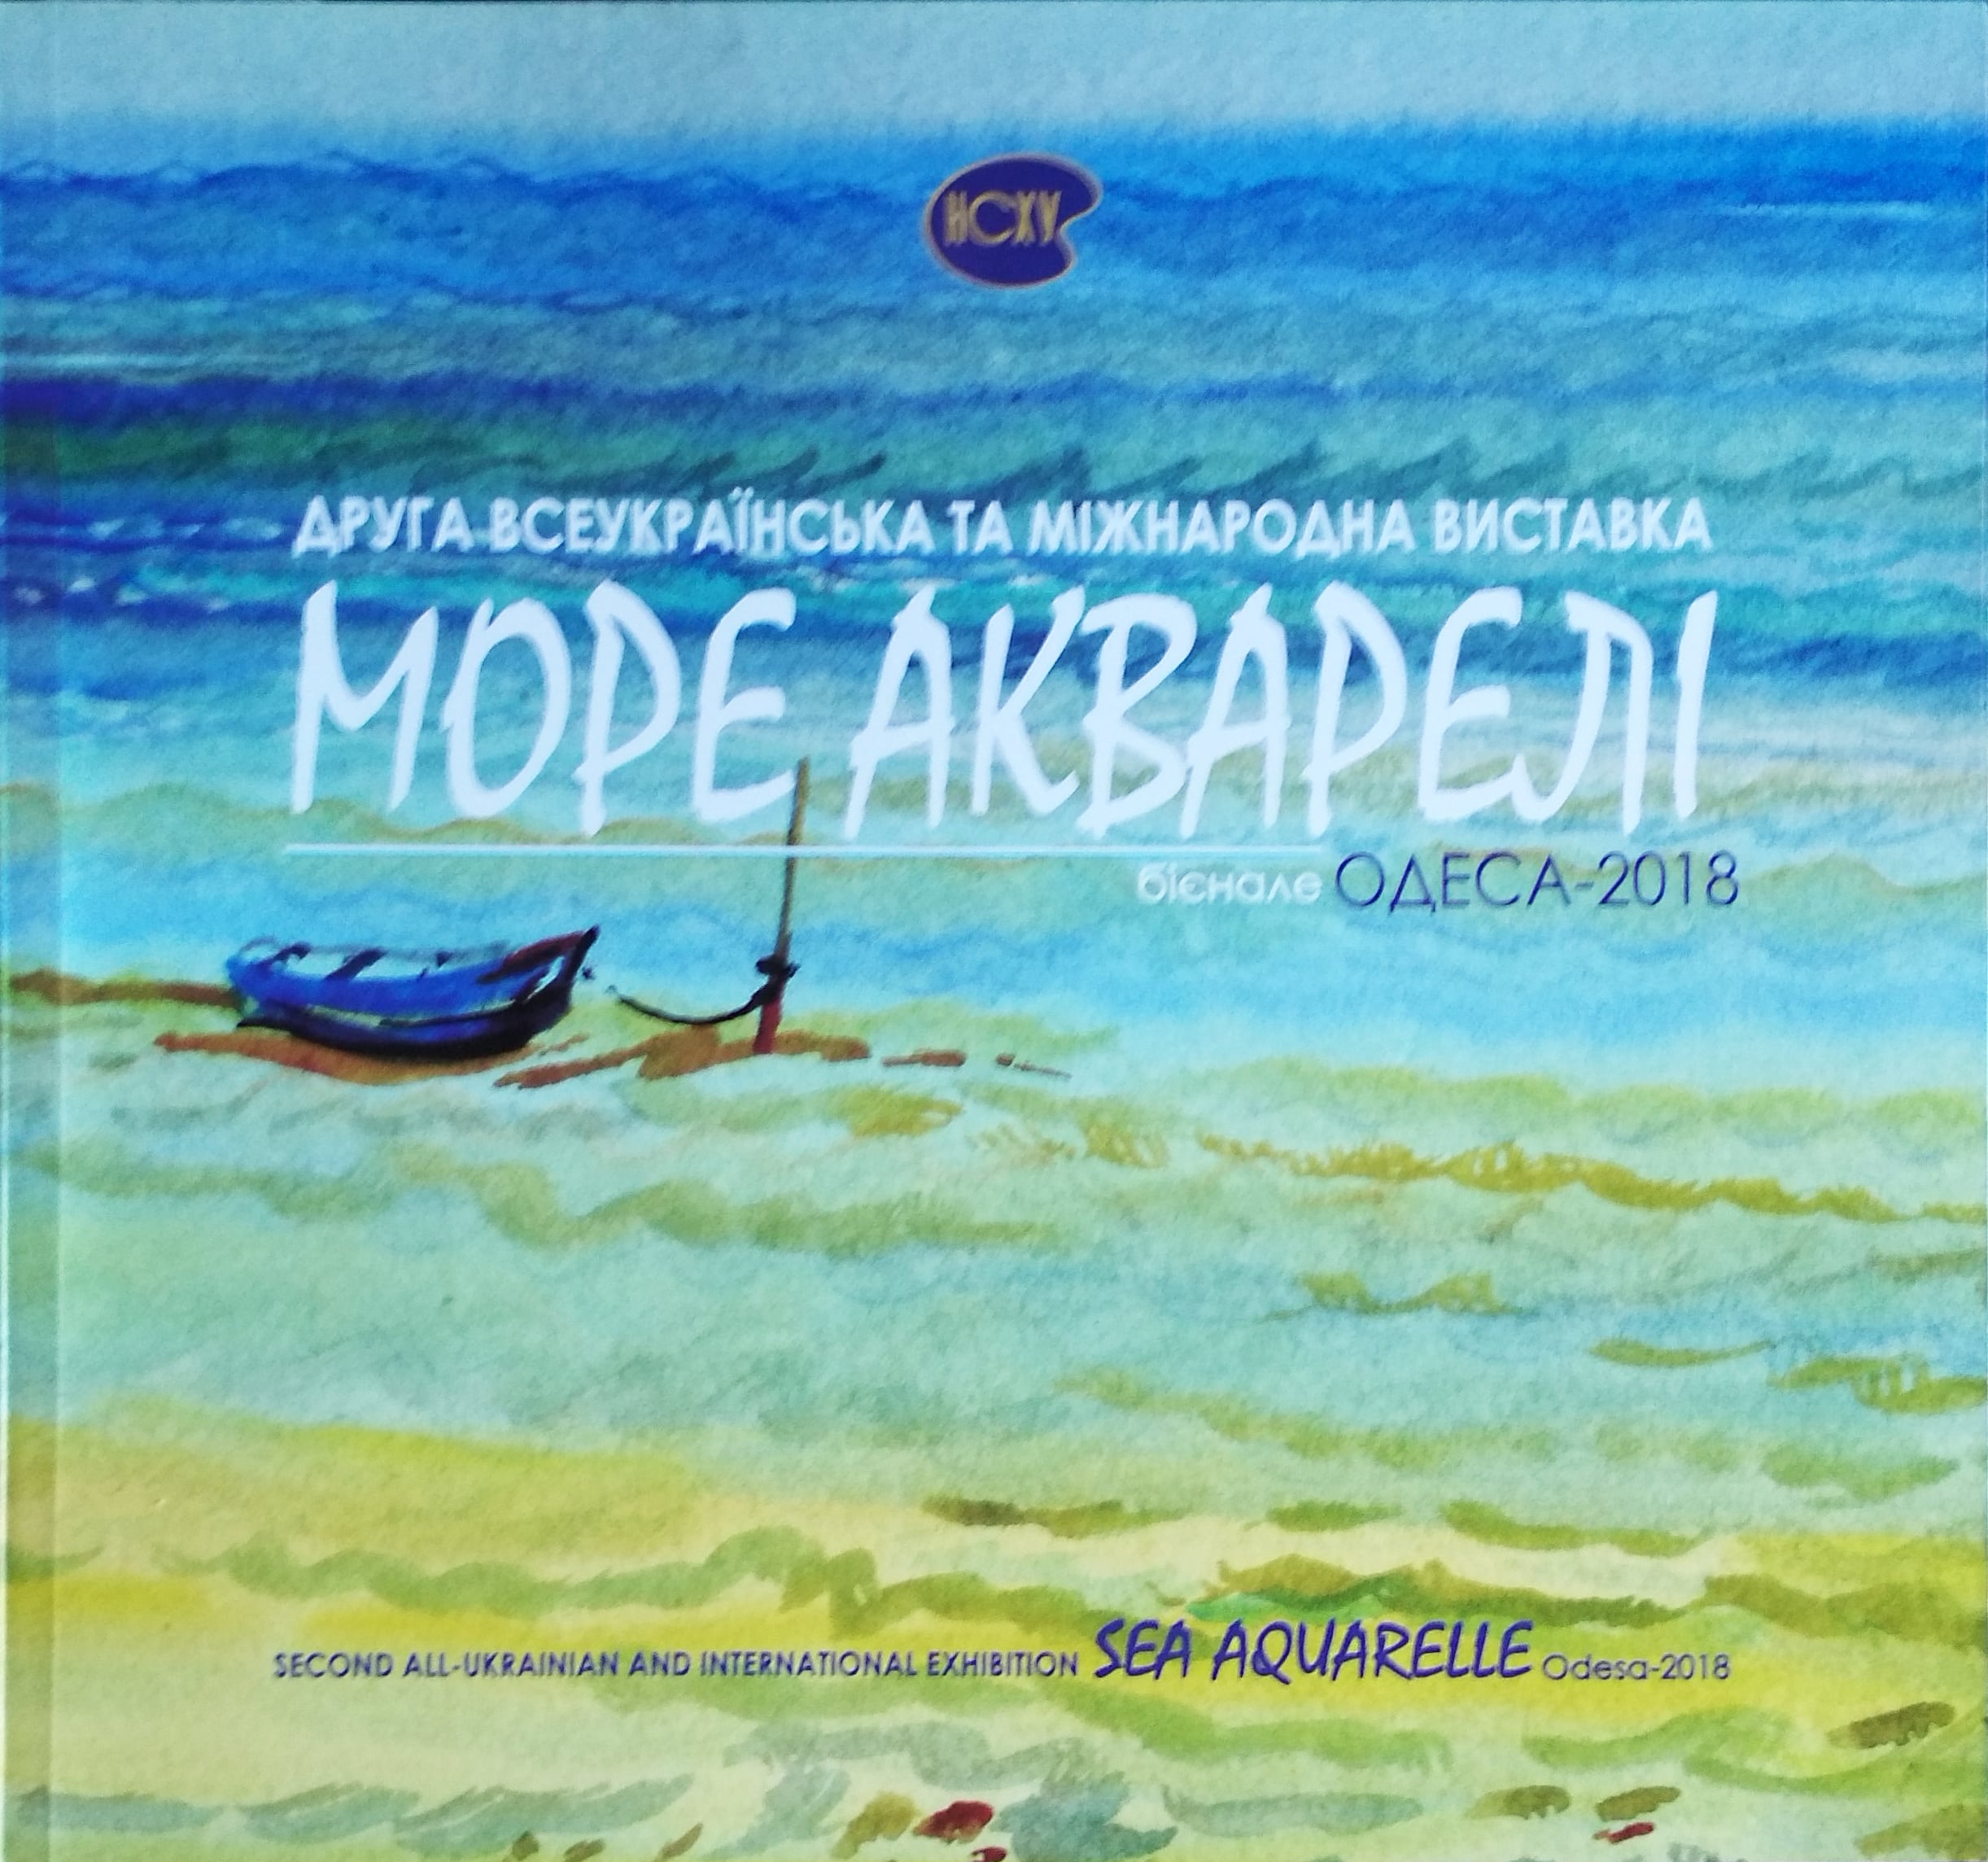 НСХУ
ДРУГА ВСЕУКРАЇНСЬКА ТА МІЖНАРОДНА ВИСТАВКА
МОРЕ АКВАРЕЛІ
бієнале ОДЕСА-2018
SECOND ALL-UKRAINIAN AND INTERNATIONAL EXHIBITION SEA AQUARELLE Odesa-2018